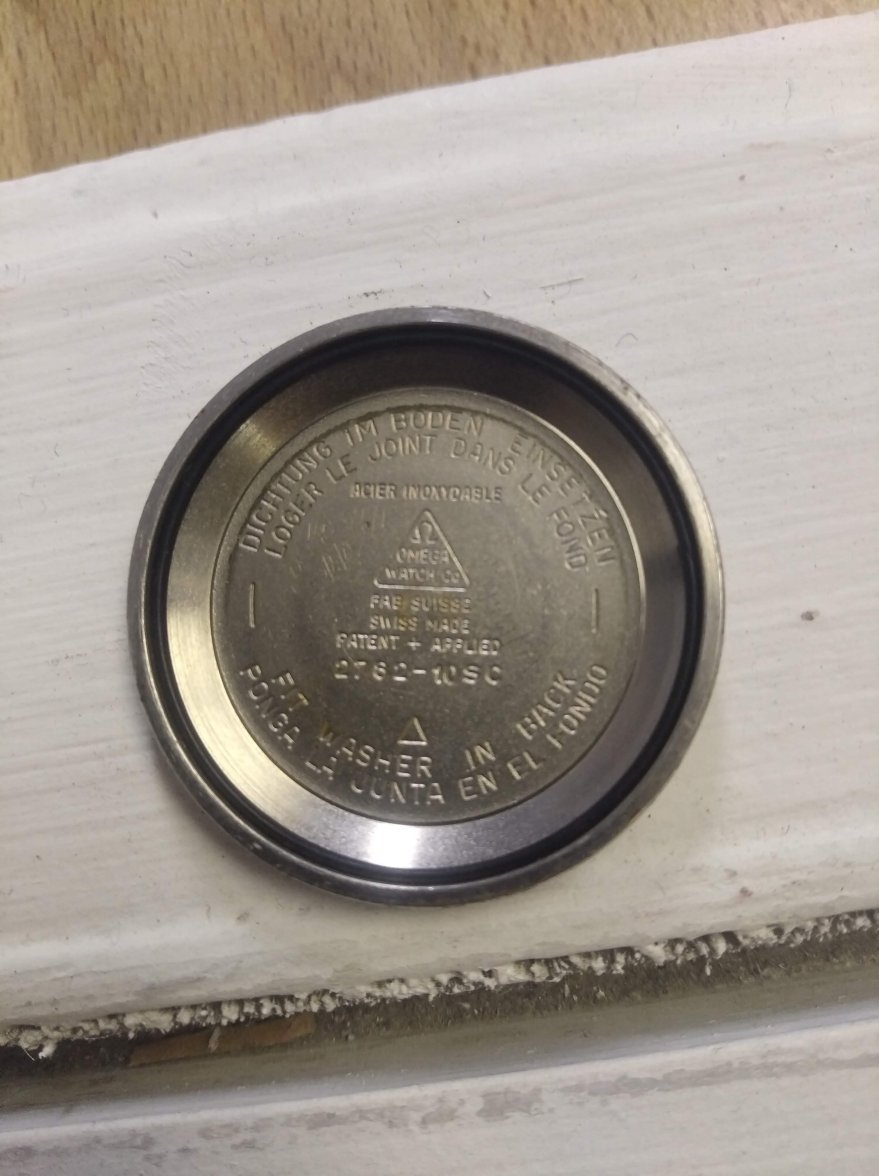 DICHTUNG IM BODEN EINSETZEN
LOGER LE JOINT DANS LE FOND
ACIER INOXYDABLE
Ω
OMEGA
WATCH Co
FAB SUISSE
SWISS MADE
PATENT + APPLIED
2762-10SC
FIT WASHER IN BACK
PONGA LA JUNTA EN EL FONDO